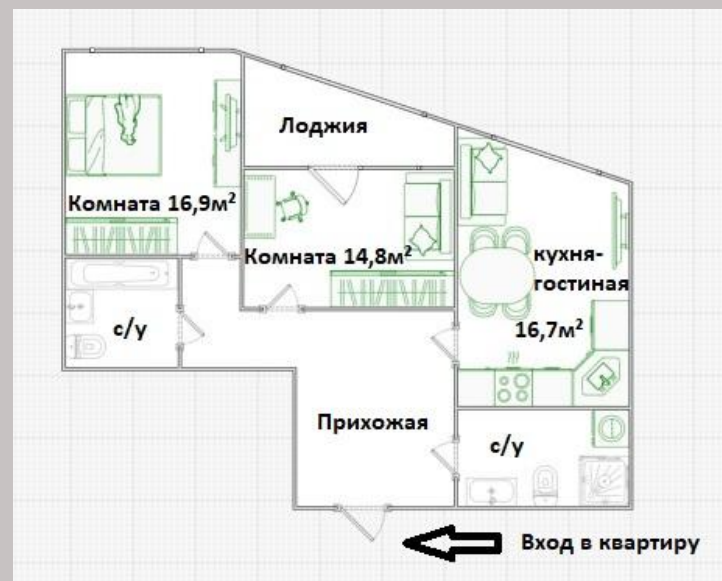 Лоджия
Комната 16,9м²
Комната 14,8м²
кухня-
гостиная
16,7м²
с/у
Прихожая
с/у
Вход в квартиру